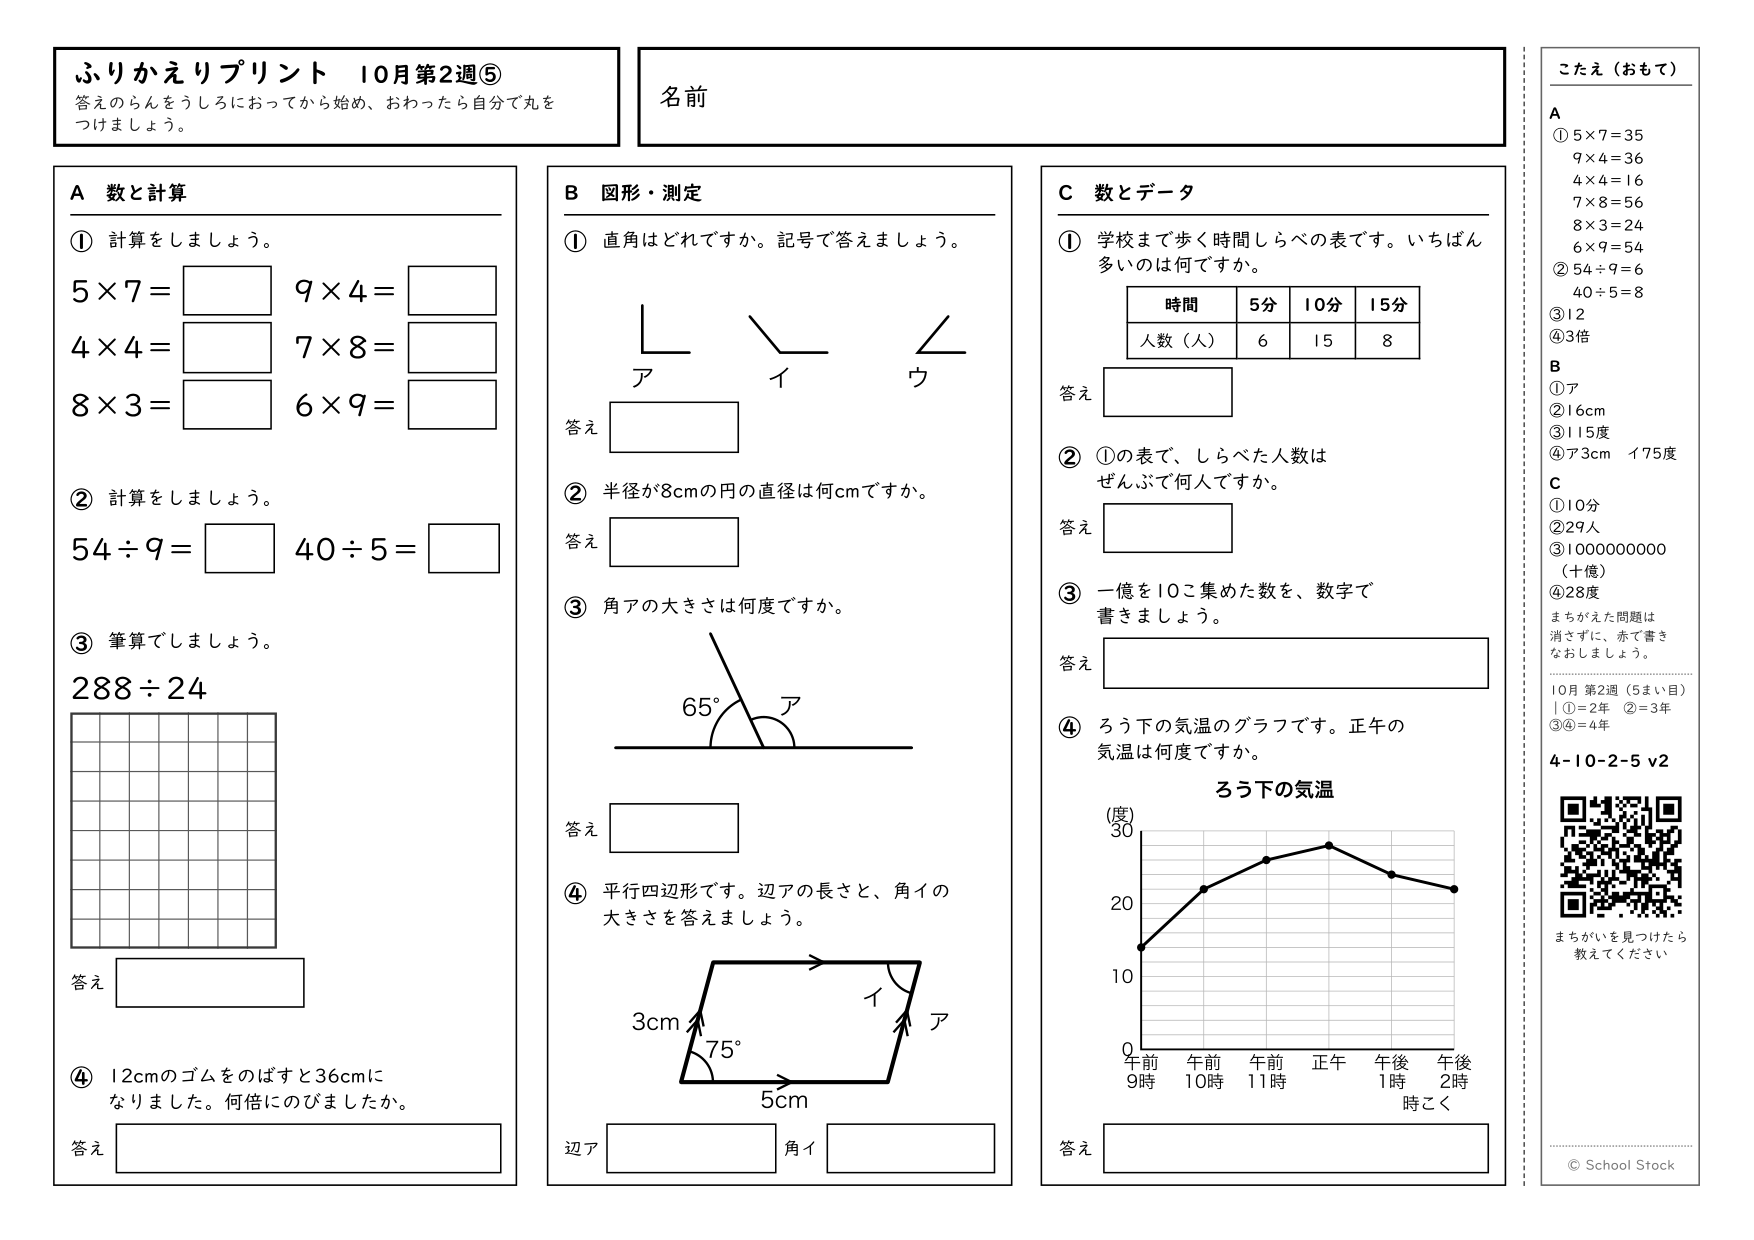 ふりかえりプリント　10月第2週⑤
答えのらんをうしろにおってから始め、おわったら自分で丸を
つけましょう。
名前
A　数と計算
① 計算をしましょう。
5×7＝　9×4＝
4×4＝　7×8＝
8×3＝　6×9＝
② 計算をしましょう。
54÷9＝　40÷5＝
③ 筆算でしましょう。
288÷24
答え
④ 12cmのゴムをのばすと36cmに
なりました。何倍にのびましたか。
答え
B　図形・測定
① 直角はどれですか。記号で答えましょう。
ア　イ　ウ
答え
② 半径が8cmの円の直径は何cmですか。
答え
③ 角アの大きさは何度ですか。
65°　ア
答え
④ 平行四辺形です。辺アの長さと、角イの
大きさを答えましょう。
イ
3cm　ア
75°
5cm
辺ア　角イ
C　数とデータ
① 学校まで歩く時間しらべの表です。いちばん
多いのは何ですか。
時間　5分　10分　15分
人数（人）　6　15　8
答え
② ①の表で、しらべた人数は
ぜんぶで何人ですか。
答え
③ 一億を10こ集めた数を、数字で
書きましょう。
答え
④ ろう下の気温のグラフです。正午の
気温は何度ですか。
ろう下の気温
(度)
30
20
10
0
午前　午前　午前　正午　午後　午後
9時　10時　11時　1時　2時
時こく
答え
こたえ（おもて）
A
①5×7＝35
9×4＝36
4×4＝16
7×8＝56
8×3＝24
6×9＝54
②54÷9＝6
40÷5＝8
③12
④3倍
B
①ア
②16cm
③115度
④ア3cm　イ75度
C
①10分
②29人
③1000000000
（十億）
④28度
まちがえた問題は
消さずに、赤で書き
なおしましょう。
10月 第2週（5まい目）
｜①＝2年　②＝3年
③④＝4年
4-10-2-5 v2
まちがいを見つけたら
教えてください
© School Stock